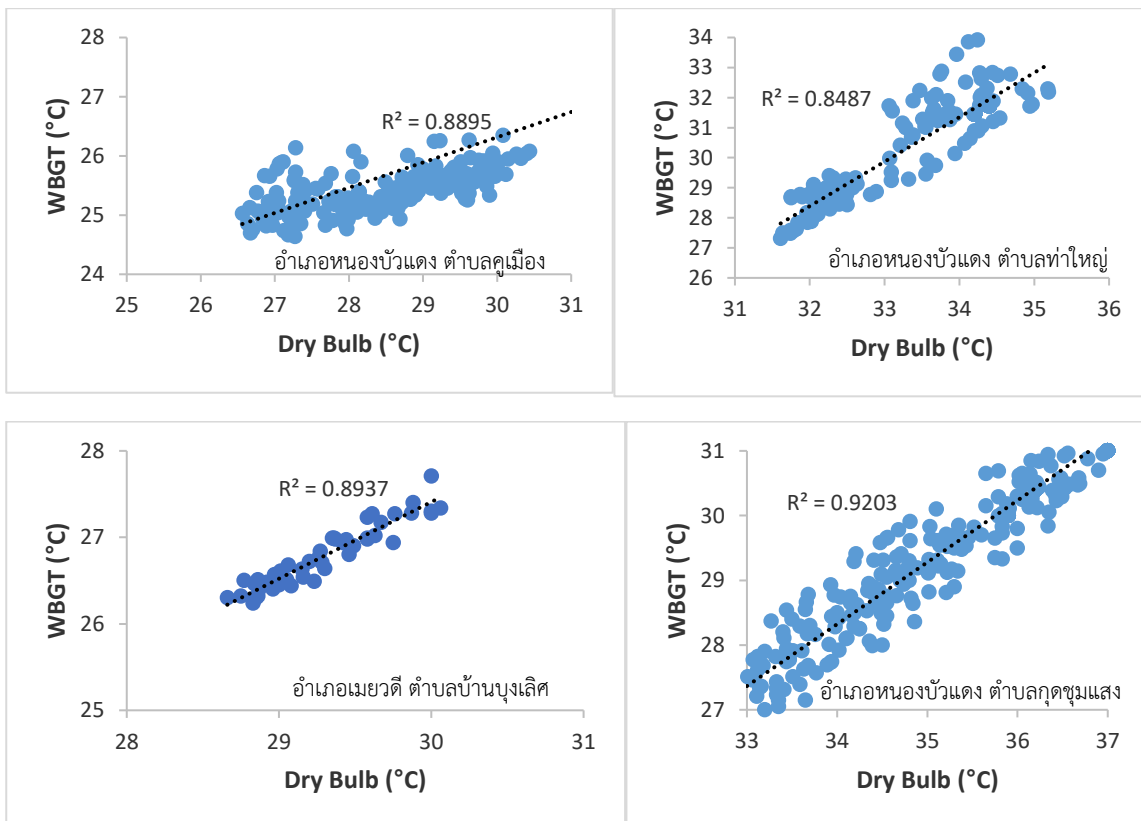 28
27
26
25
24
WBGT (°C)
R² = 0.8895
อำเภอหนองบัวแดง ตำบลคูเมือง
25 26 27 28 29 30 31
Dry Bulb (°C)
34
33
32
31
30
29
28
27
26
WBGT (°C)
R² = 0.8487
อำเภอหนองบัวแดง ตำบลท่าใหญ่
31 32 33 34 35 36
Dry Bulb (°C)
28
27
26
25
WBGT (°C)
R² = 0.8937
อำเภอเมยวดี ตำบลบ้านบุงเลิศ
28 29 30 31
Dry Bulb (°C)
31
30
29
28
27
WBGT (°C)
R² = 0.9203
อำเภอหนองบัวแดง ตำบลกุดชุมแสง
33 34 35 36 37
Dry Bulb (°C)